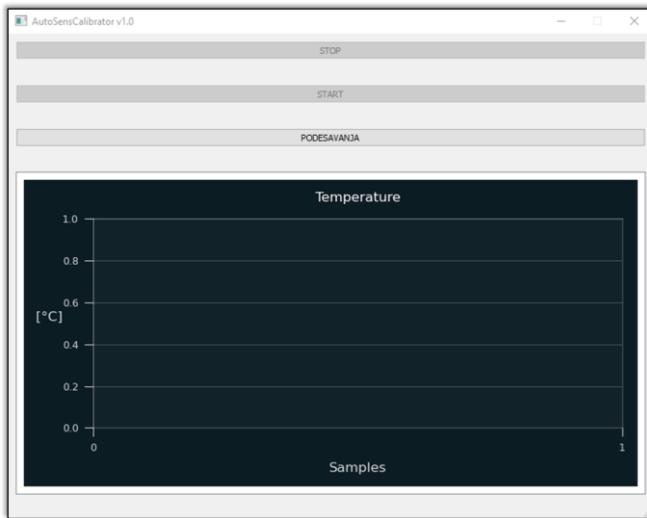 AutoSensCalibrator v1.0
STOP
START
PODESAVANJA
Temperature
1.0
0.8
0.6
[°C]
0.4
0.2
0.0
0 1
Samples